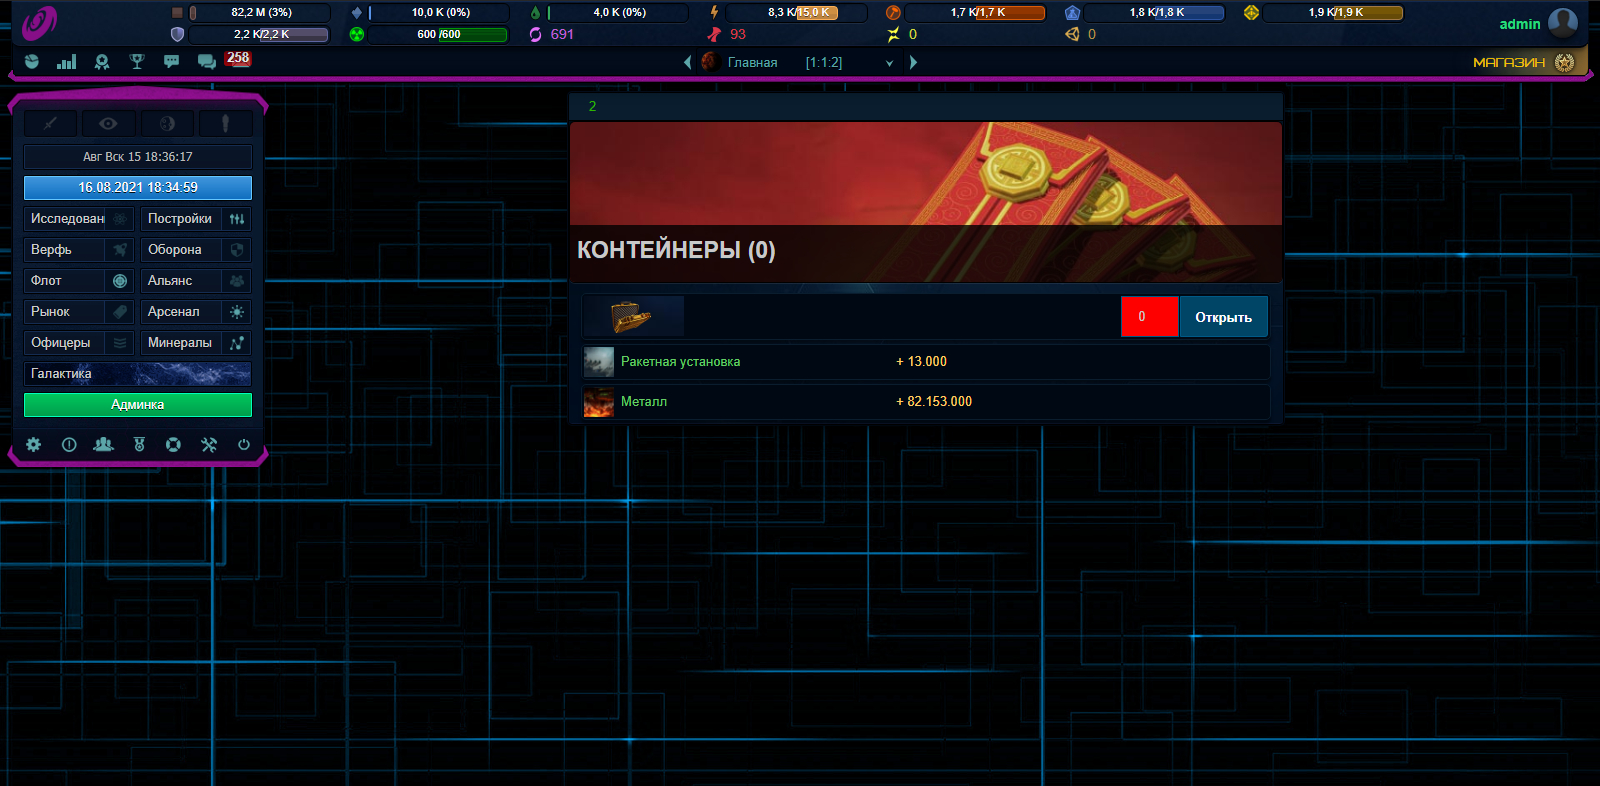 82,2 M (3%)
10,0 K (0%)
4,0 K (0%)
8,3 K/15,0 K
1,7 K/1,7 K
1,8 K/1,8 K
1,9 K/1,9 K
2,2 K/2,2 K
600 /600
691
93
0
0
admin
258
Главная [1:1:2]
МАГАЗИН
Авг Вск 15 18:36:17
16.08.2021 18:34:59
Исследован
Постройки
Верфь
Оборона
Флот
Альянс
Рынок
Арсенал
Офицеры
Минералы
Галактика
Админка
2
КОНТЕЙНЕРЫ (0)
0
Открыть
Ракетная установка + 13.000
Металл + 82.153.000